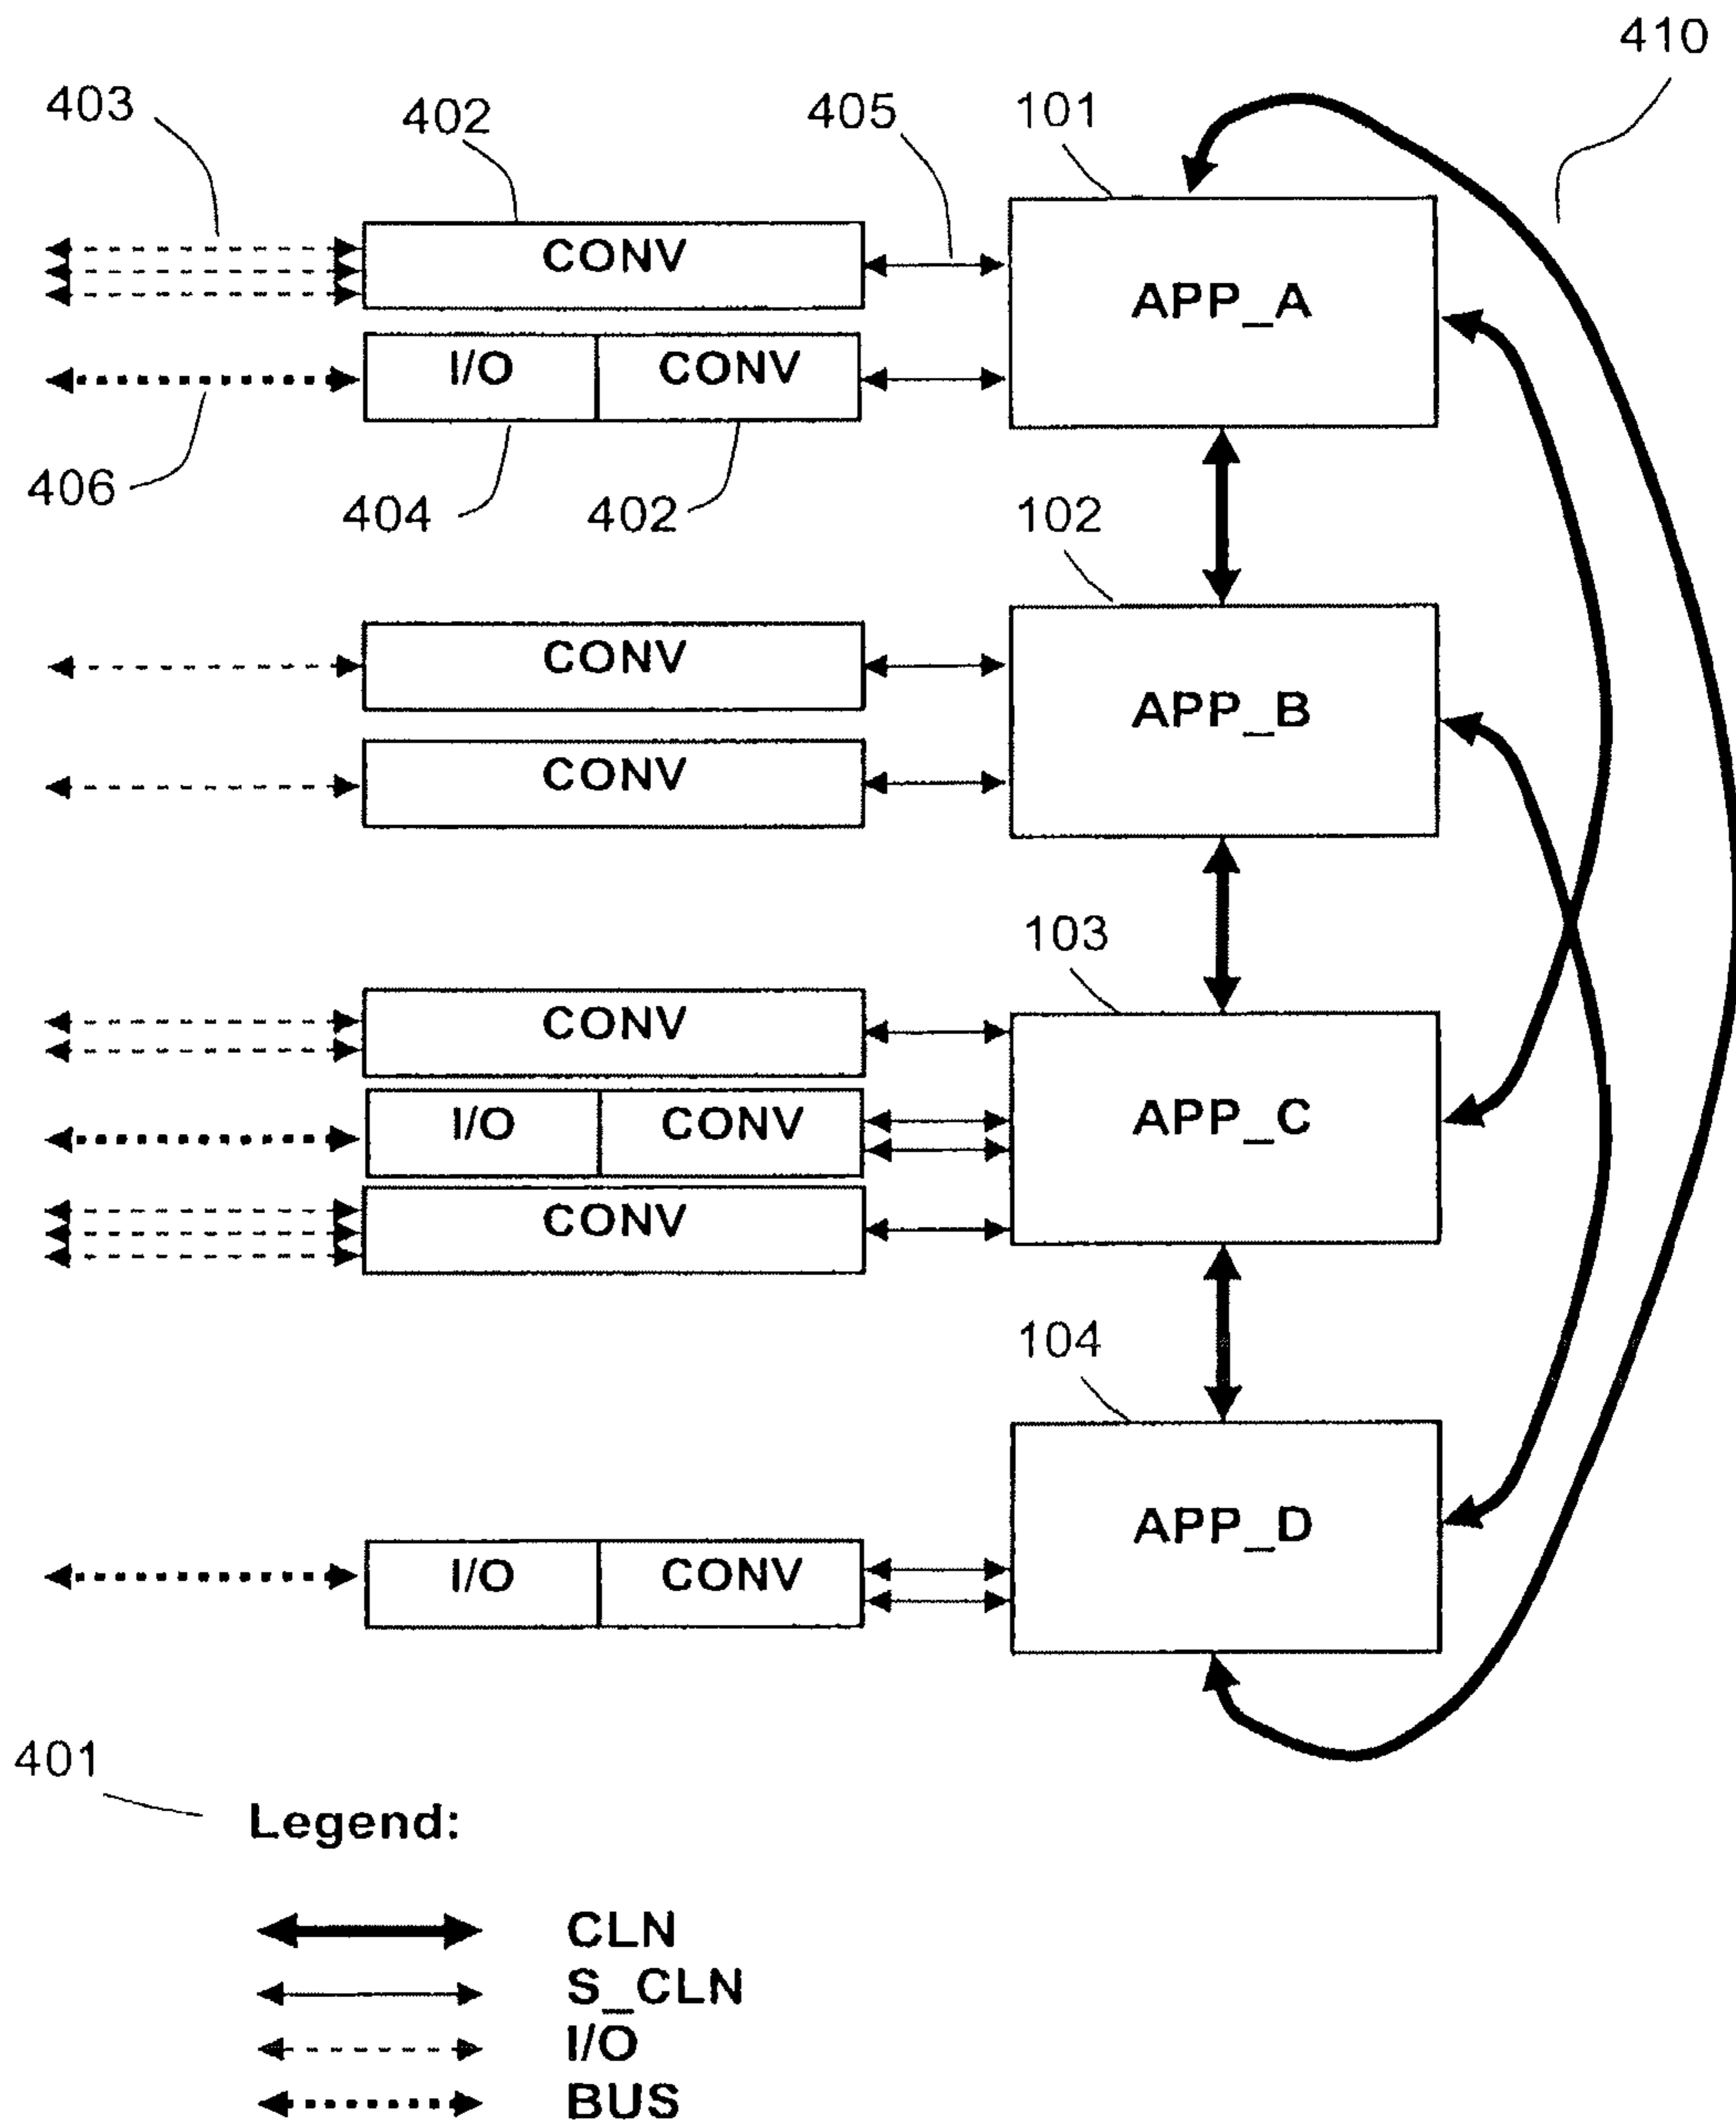 410
403
402
405
101
CONV
APP_A
I/O
CONV
406
404
402
102
CONV
APP_B
CONV
103
CONV
I/O
CONV
APP_C
CONV
104
APP_D
I/O
CONV
401
Legend:
CLN
S_CLN
I/O
BUS